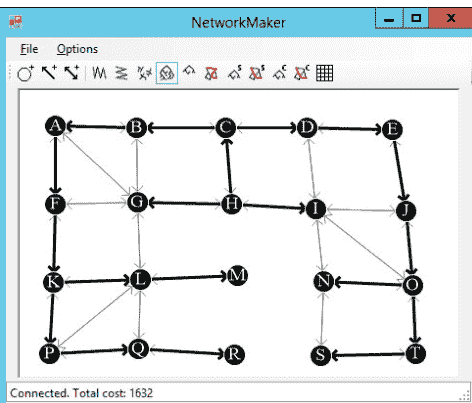 NetworkMaker
File Options
S S C C
A B C D E
F G H I J
K L M N O
P Q R S T
Connected. Total cost: 1632